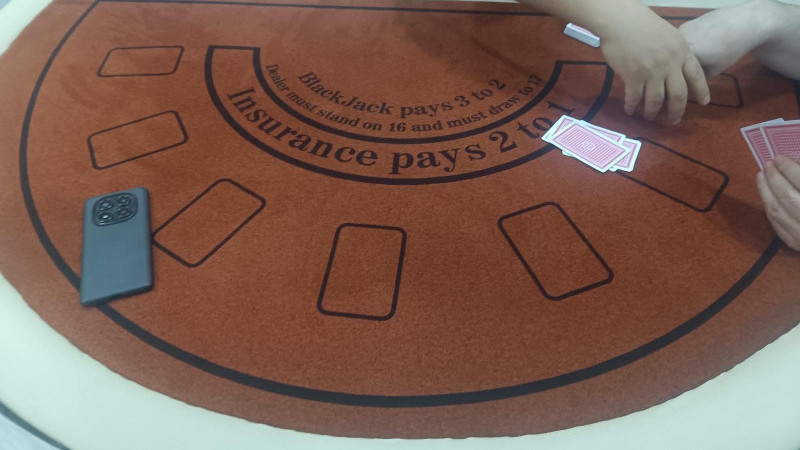 BlackJack pays 3 to 2
Dealer must stand on 16 and must draw to 17
Insurance pays 2 to 1